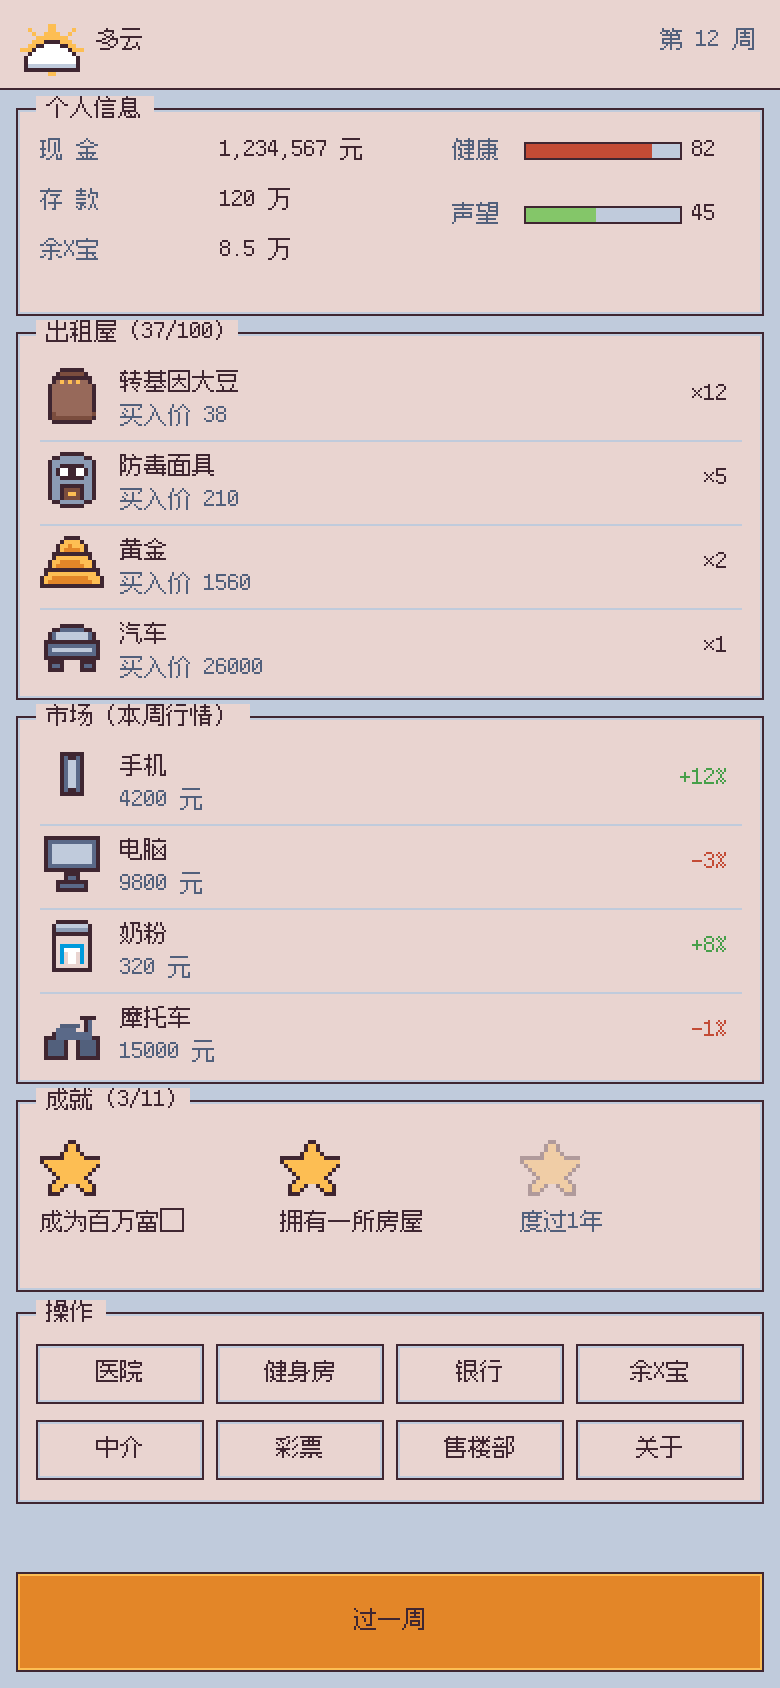 多云
第 12 周
个人信息
现 金 1,234,567 元
健康 82
存 款 120 万
声望 45
余X宝 8.5 万
出租屋 (37/100)
转基因大豆
买入价 38
×12
防毒面具
买入价 210
×5
黄金
买入价 1560
×2
汽车
买入价 26000
×1
市场 (本周行情)
手机
4200 元
+12%
电脑
9800 元
-3%
奶粉
320 元
+8%
摩托车
15000 元
-1%
成就 (3/11)
成为百万富□
拥有一所房屋
度过1年
操作
医院 健身房 银行 余X宝
中介 彩票 售楼部 关于
过一周